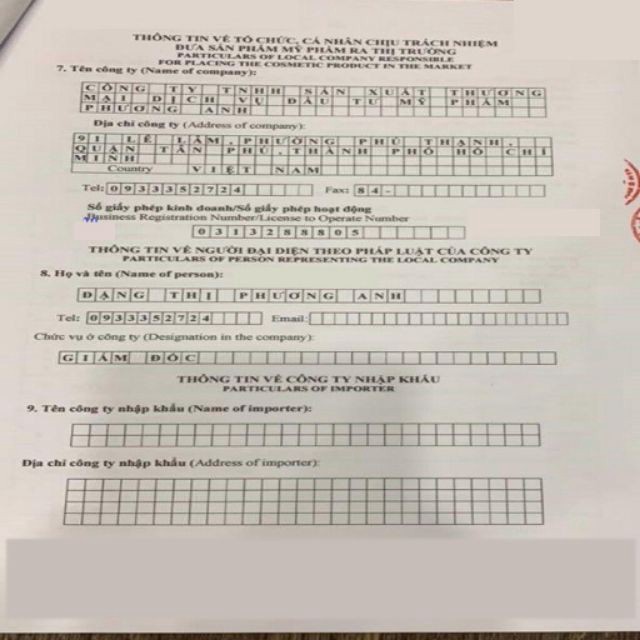 THÔNG TIN VỀ TỔ CHỨC, CÁ NHÂN CHỊU TRÁCH NHIỆM
ĐƯA SẢN PHẨM MỸ PHẨM RA THỊ TRƯỜNG
PARTICULARS OF LOCAL COMPANY RESPONSIBLE
FOR PLACING THE COSMETIC PRODUCT IN THE MARKET
7. Tên công ty (Name of company):
CÔNG TY TNHH SẢN XUẤT THƯƠNG
MẠI DỊCH VỤ ĐẦU TƯ MỸ PHẨM
PHƯƠNG ANH
Địa chỉ công ty (Address of company):
91 LÊ LÂM, PHƯỜNG PHÚ THẠNH,
QUẬN TÂN PHÚ, THÀNH PHỐ HỒ CHÍ
MINH
Country VIỆT NAM
Tel: 0933352724 Fax: 84-
Số giấy phép kinh doanh/Số giấy phép hoạt động
Business Registration Number/License to Operate Number
0313288805
THÔNG TIN VỀ NGƯỜI ĐẠI DIỆN THEO PHÁP LUẬT CỦA CÔNG TY
PARTICULARS OF PERSON REPRESENTING THE LOCAL COMPANY
8. Họ và tên (Name of person):
ĐẶNG THỊ PHƯƠNG ANH
Tel: 0933352724 Email:
Chức vụ ở công ty (Designation in the company):
GIÁM ĐỐC
THÔNG TIN VỀ CÔNG TY NHẬP KHẨU
PARTICULARS OF IMPORTER
9. Tên công ty nhập khẩu (Name of importer):
Địa chỉ công ty nhập khẩu (Address of importer):